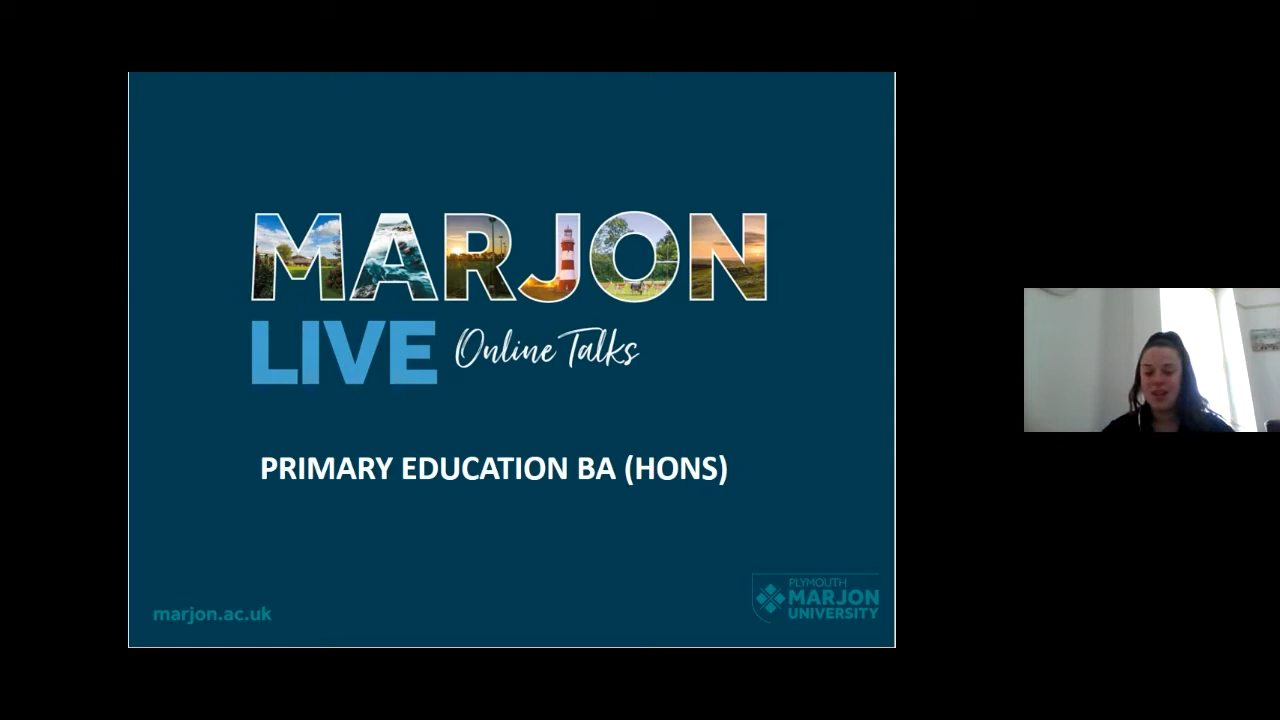 MARJON
LIVE Online Talks
PRIMARY EDUCATION BA (HONS)
marjon.ac.uk
PLYMOUTH
MARJON
UNIVERSITY